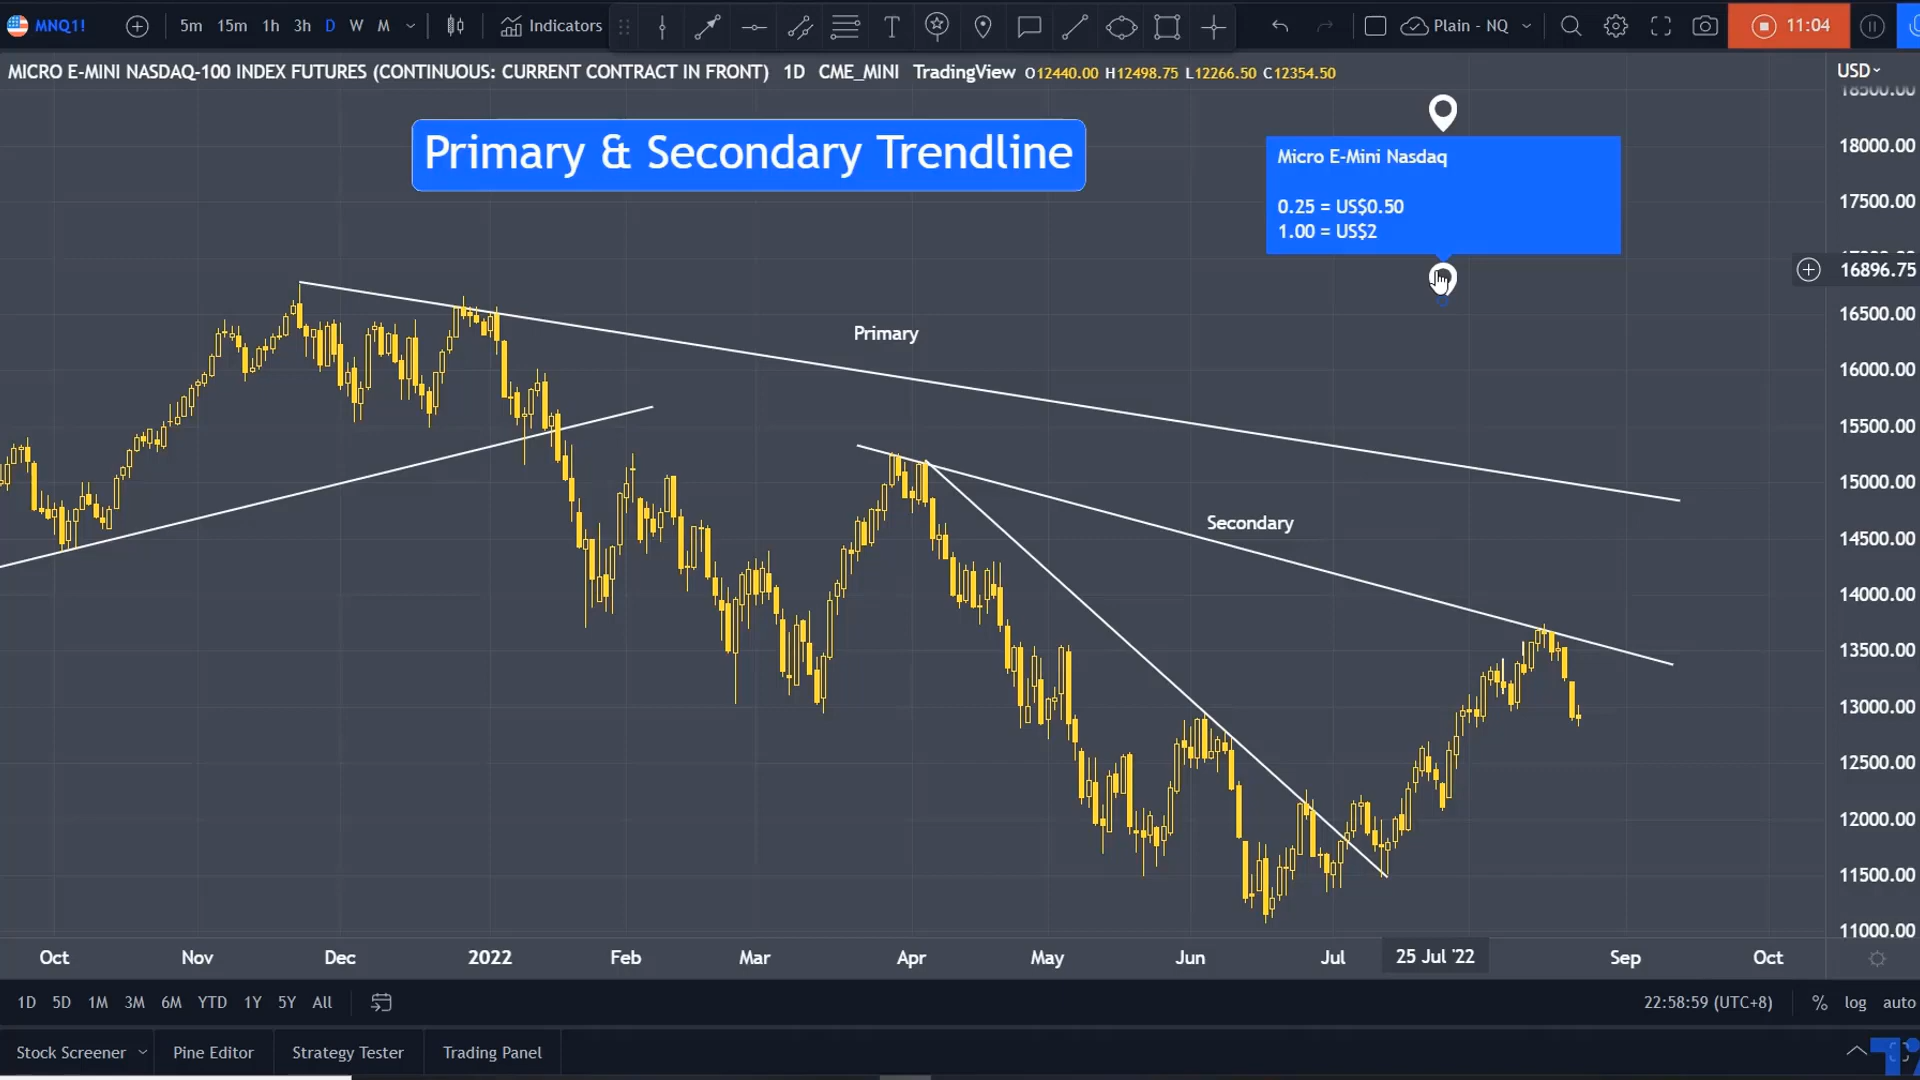 MNQ1!
5m 15m 1h 3h D W M
Indicators
Plain - NQ
11:04
MICRO E-MINI NASDAQ-100 INDEX FUTURES (CONTINUOUS: CURRENT CONTRACT IN FRONT) 1D CME_MINI TradingView O12440.00 H12498.75 L12266.50 C12354.50
USD
18500.00
Primary & Secondary Trendline
Micro E-Mini Nasdaq
0.25 = US$0.50
1.00 = US$2
18000.00
17500.00
16896.75
16500.00
16000.00
15500.00
15000.00
14500.00
14000.00
13500.00
13000.00
12500.00
12000.00
11500.00
11000.00
Primary
Secondary
Oct Nov Dec 2022 Feb Mar Apr May Jun Jul 25 Jul '22 Sep Oct
1D 5D 1M 3M 6M YTD 1Y 5Y All
22:58:59 (UTC+8) % log auto
Stock Screener Pine Editor Strategy Tester Trading Panel